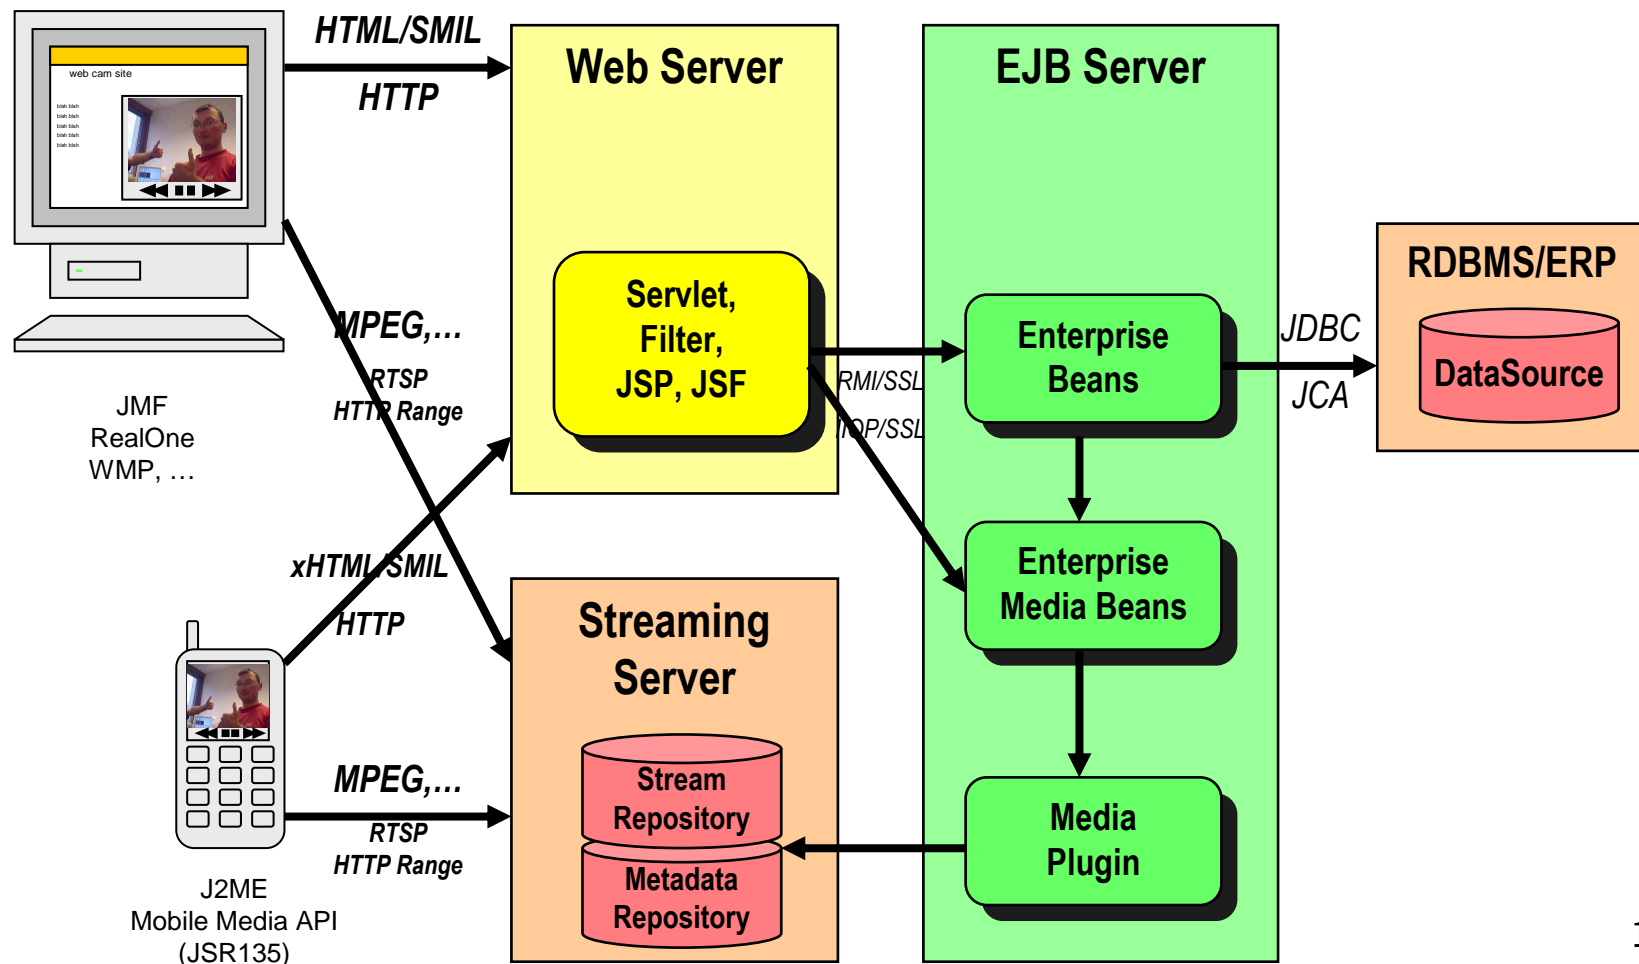 HTML/SMIL
HTTP
web cam site
blah blah
blah blah
blah blah
blah blah
blah blah
JMF
RealOne
WMP, …
MPEG,…
RTSP
HTTP Range
xHTML/SMIL
HTTP
MPEG,…
RTSP
HTTP Range
J2ME
Mobile Media API
(JSR135)
Web Server
Servlet,
Filter,
JSP, JSF
Streaming
Server
Stream
Repository
Metadata
Repository
RMI/SSL
IIOP/SSL
EJB Server
Enterprise
Beans
Enterprise
Media Beans
Media
Plugin
JDBC
JCA
RDBMS/ERP
DataSource